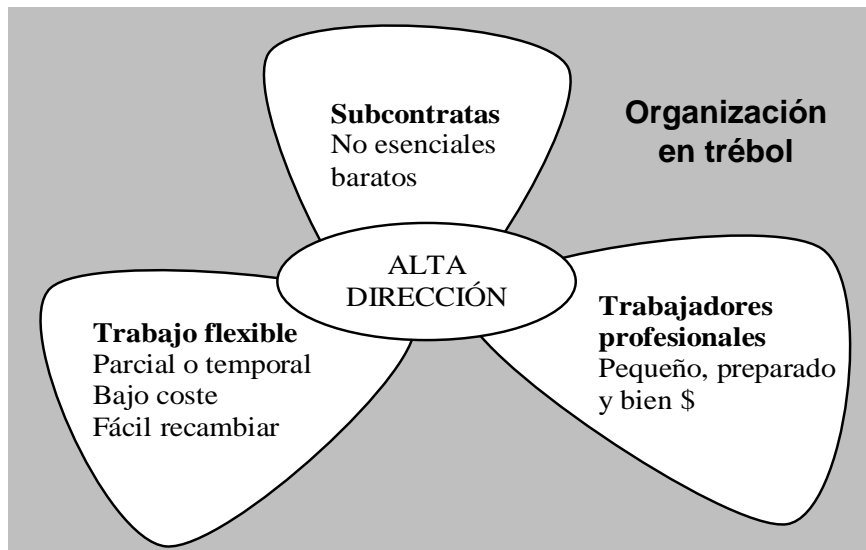 Organización
en trébol
Subcontratas
No esenciales
baratos
ALTA
DIRECCIÓN
Trabajo flexible
Parcial o temporal
Bajo coste
Fácil recambiar
Trabajadores
profesionales
Pequeño, preparado
y bien $